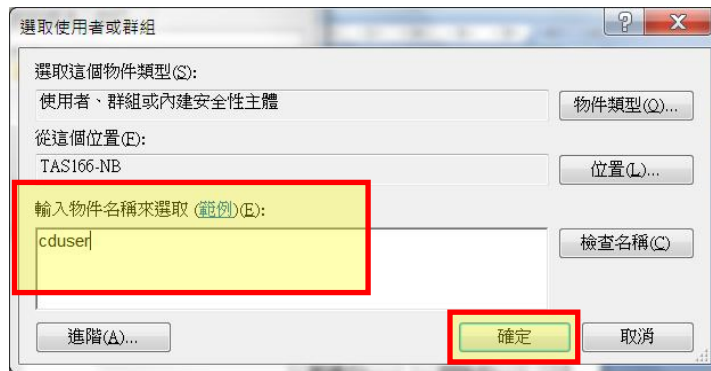 選取使用者或群組
選取這個物件類型(S):
使用者、群組或內建安全性主體
物件類型(O)...
從這個位置(F):
TAS166-NB
位置(L)...
輸入物件名稱來選取 (範例)(E):
cduser
檢查名稱(C)
進階(A)...
確定
取消